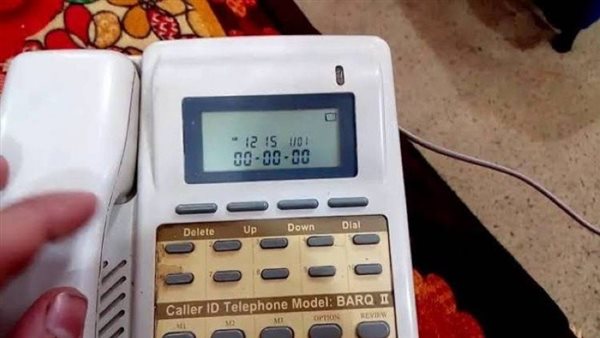 12 15 1/01
00-00-00
Delete Up Down Dial
Caller ID Telephone Model: BARQ II
M1 M2 M3 OPTION REVIEW